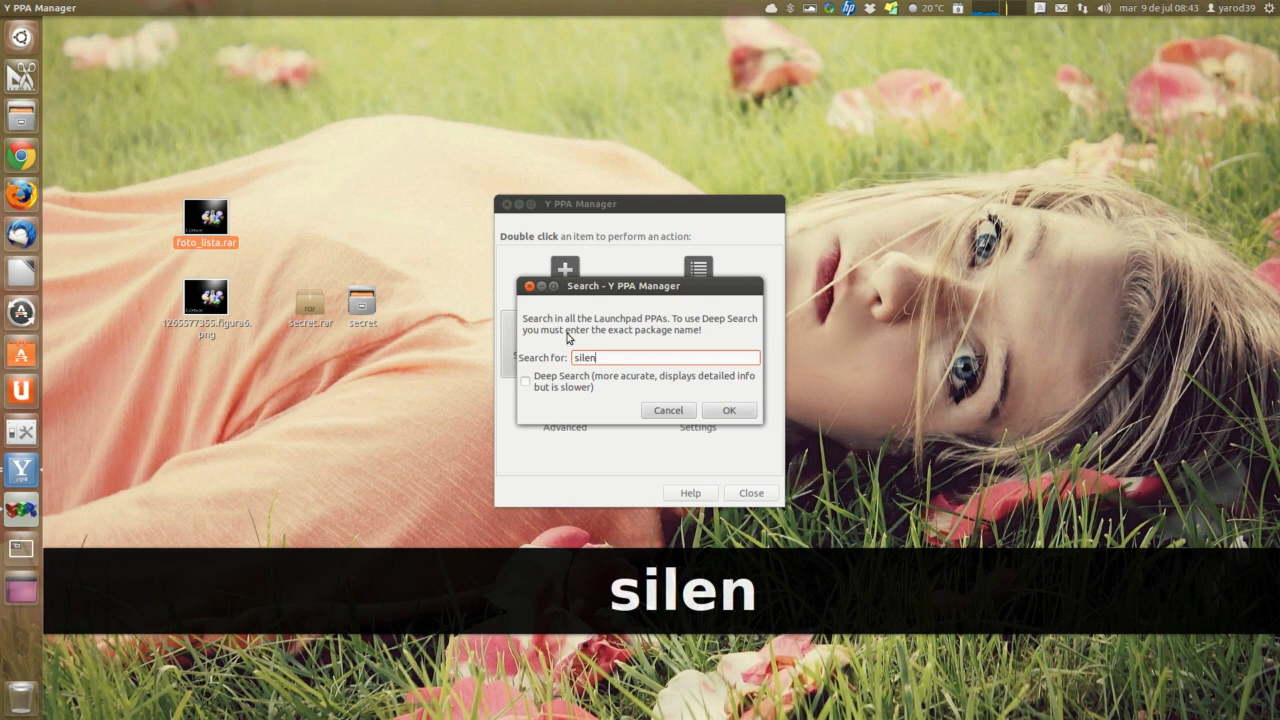 Y PPA Manager
hp
20°C
A
mar 9 de jul 08:43
yarod39
foto_lista.rar
1265577355.figura6.
png
rar
secret.rar
secret
Y PPA Manager
Double click an item to perform an action:
Search - Y PPA Manager
Search in all the Launchpad PPAs. To use Deep Search
you must enter the exact package name!
Search for: silen
Deep Search (more acurate, displays detailed info
but is slower)
Cancel
OK
Advanced
Settings
Help
Close
silen